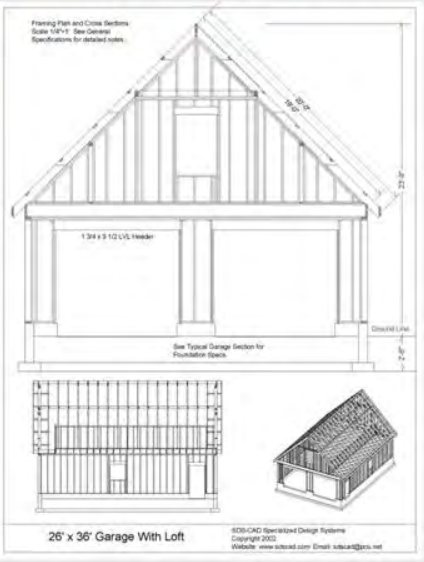 Framing Plan and Cross Sections
Scale 1/4"=1' See General
Specifications for detailed notes.
1 3/4 x 9 1/2 LVL Header
Ground Line
See Typical Garage Section for
Foundation Specs.
26' x 36' Garage With Loft
SDS-CAD Specialized Design Systems
Copyright 2002
Website: www.sdscad.com Email: sdscad@pcu.net